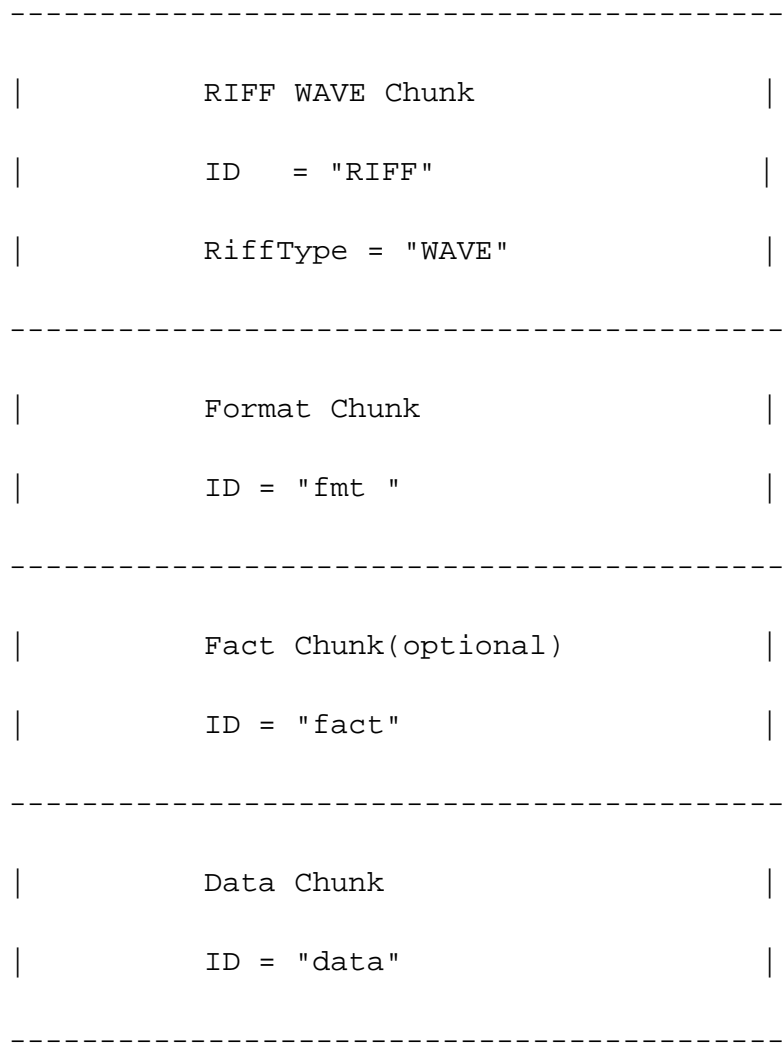 -------------------------------------------
|          RIFF WAVE Chunk                |
|          ID   = "RIFF"                  |
|          RiffType = "WAVE"              |
-------------------------------------------
|          Format Chunk                   |
|          ID = "fmt "                    |
-------------------------------------------
|          Fact Chunk(optional)           |
|          ID = "fact"                    |
-------------------------------------------
|          Data Chunk                     |
|          ID = "data"                    |
-------------------------------------------